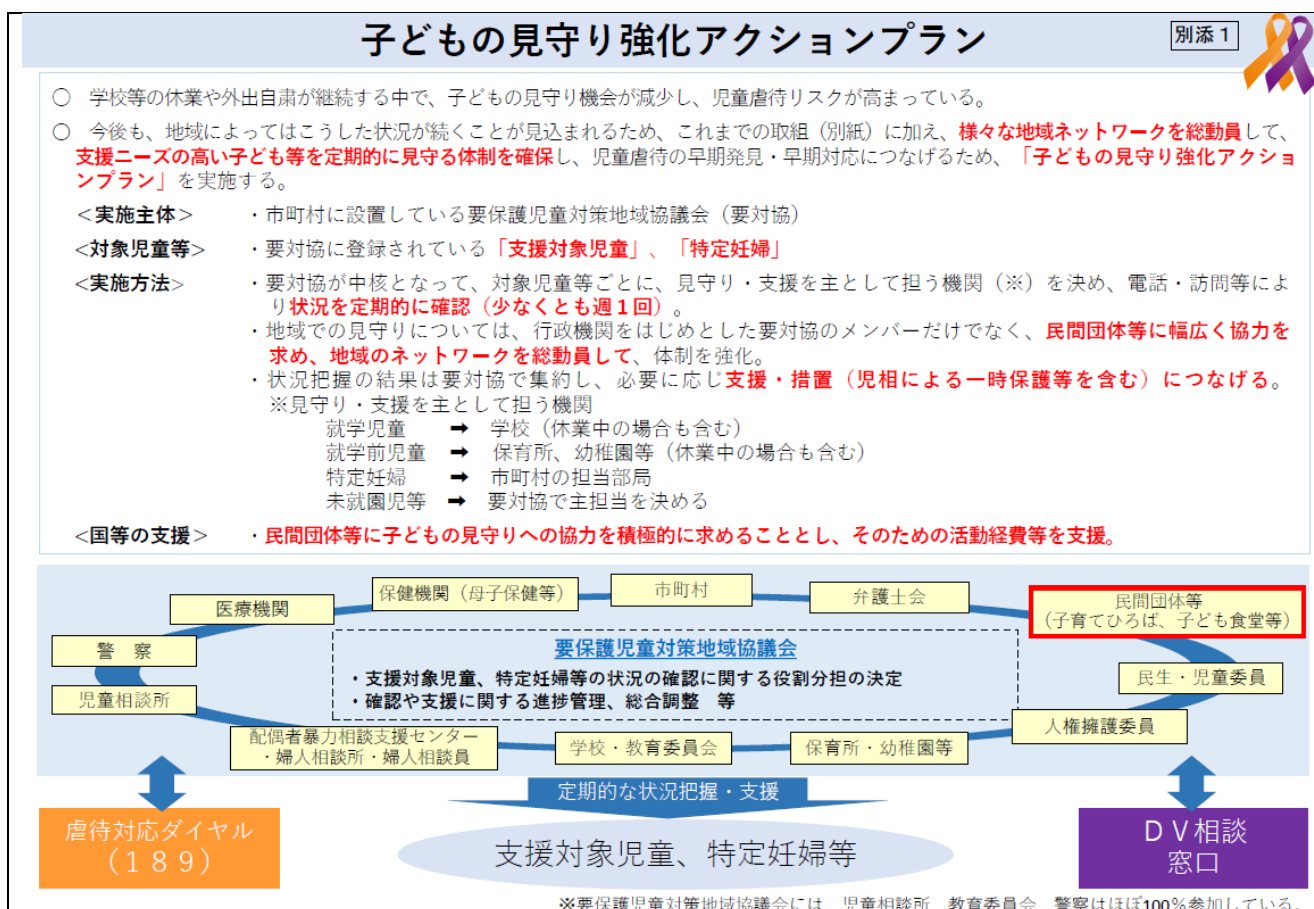 子どもの見守り強化アクションプラン
別添1
○ 学校等の休業や外出自粛が継続する中で、子どもの見守り機会が減少し、児童虐待リスクが高まっている。
○ 今後も、地域によってはこうした状況が続くことが見込まれるため、これまでの取組（別紙）に加え、様々な地域ネットワークを総動員して、
支援ニーズの高い子ども等を定期的に見守る体制を確保し、児童虐待の早期発見・早期対応につなげるため、「子どもの見守り強化アクショ
ンプラン」を実施する。
<実施主体> ・市町村に設置している要保護児童対策地域協議会（要対協）
<対象児童等> ・要対協に登録されている「支援対象児童」、「特定妊婦」
<実施方法> ・要対協が中核となって、対象児童等ごとに、見守り・支援を主として担う機関（※）を決め、電話・訪問等によ
り状況を定期的に確認（少なくとも週1回）。
・地域での見守りについては、行政機関をはじめとした要対協のメンバーだけでなく、民間団体等に幅広く協力を
求め、地域のネットワークを総動員して、体制を強化。
・状況把握の結果は要対協で集約し、必要に応じ支援・措置（児相による一時保護等を含む）につなげる。
※見守り・支援を主として担う機関
就学児童 ➡ 学校（休業中の場合も含む）
就学前児童 ➡ 保育所、幼稚園等（休業中の場合も含む）
特定妊婦 ➡ 市町村の担当部局
未就園児等 ➡ 要対協で主担当を決める
<国等の支援> ・民間団体等に子どもの見守りへの協力を積極的に求めることとし、そのための活動経費等を支援。
保健機関（母子保健等）
市町村
弁護士会
医療機関
民間団体等
（子育てひろば、子ども食堂等）
警 察
児童相談所
要保護児童対策地域協議会
・支援対象児童、特定妊婦等の状況の確認に関する役割分担の決定
・確認や支援に関する進捗管理、総合調整 等
民生・児童委員
人権擁護委員
配偶者暴力相談支援センター
・婦人相談所・婦人相談員
学校・教育委員会
保育所・幼稚園等
定期的な状況把握・支援
虐待対応ダイヤル
（１８９）
支援対象児童、特定妊婦等
ＤＶ相談
窓口
※要保護児童対策地域協議会には、児童相談所、教育委員会、警察はほぼ100％参加している。